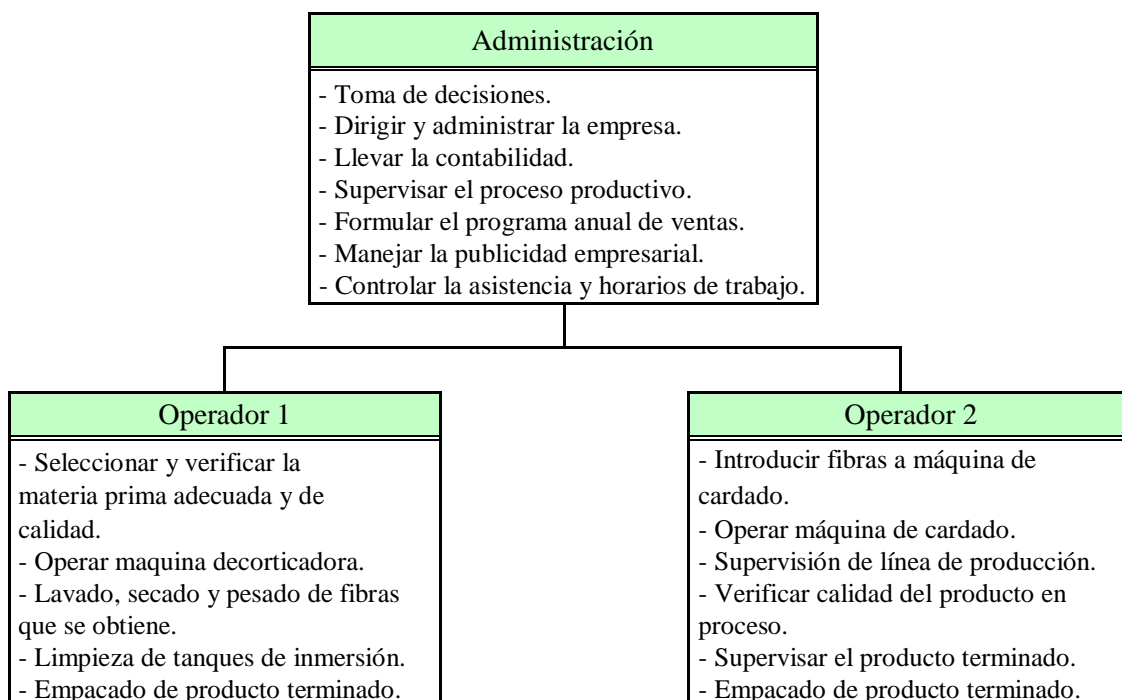 Administración
- Toma de decisiones.
- Dirigir y administrar la empresa.
- Llevar la contabilidad.
- Supervisar el proceso productivo.
- Formular el programa anual de ventas.
- Manejar la publicidad empresarial.
- Controlar la asistencia y horarios de trabajo.
Operador 1
- Seleccionar y verificar la
materia prima adecuada y de
calidad.
- Operar maquina decorticadora.
- Lavado, secado y pesado de fibras
que se obtiene.
- Limpieza de tanques de inmersión.
- Empacado de producto terminado.
Operador 2
- Introducir fibras a máquina de
cardado.
- Operar máquina de cardado.
- Supervisión de línea de producción.
- Verificar calidad del producto en
proceso.
- Supervisar el producto terminado.
- Empacado de producto terminado.